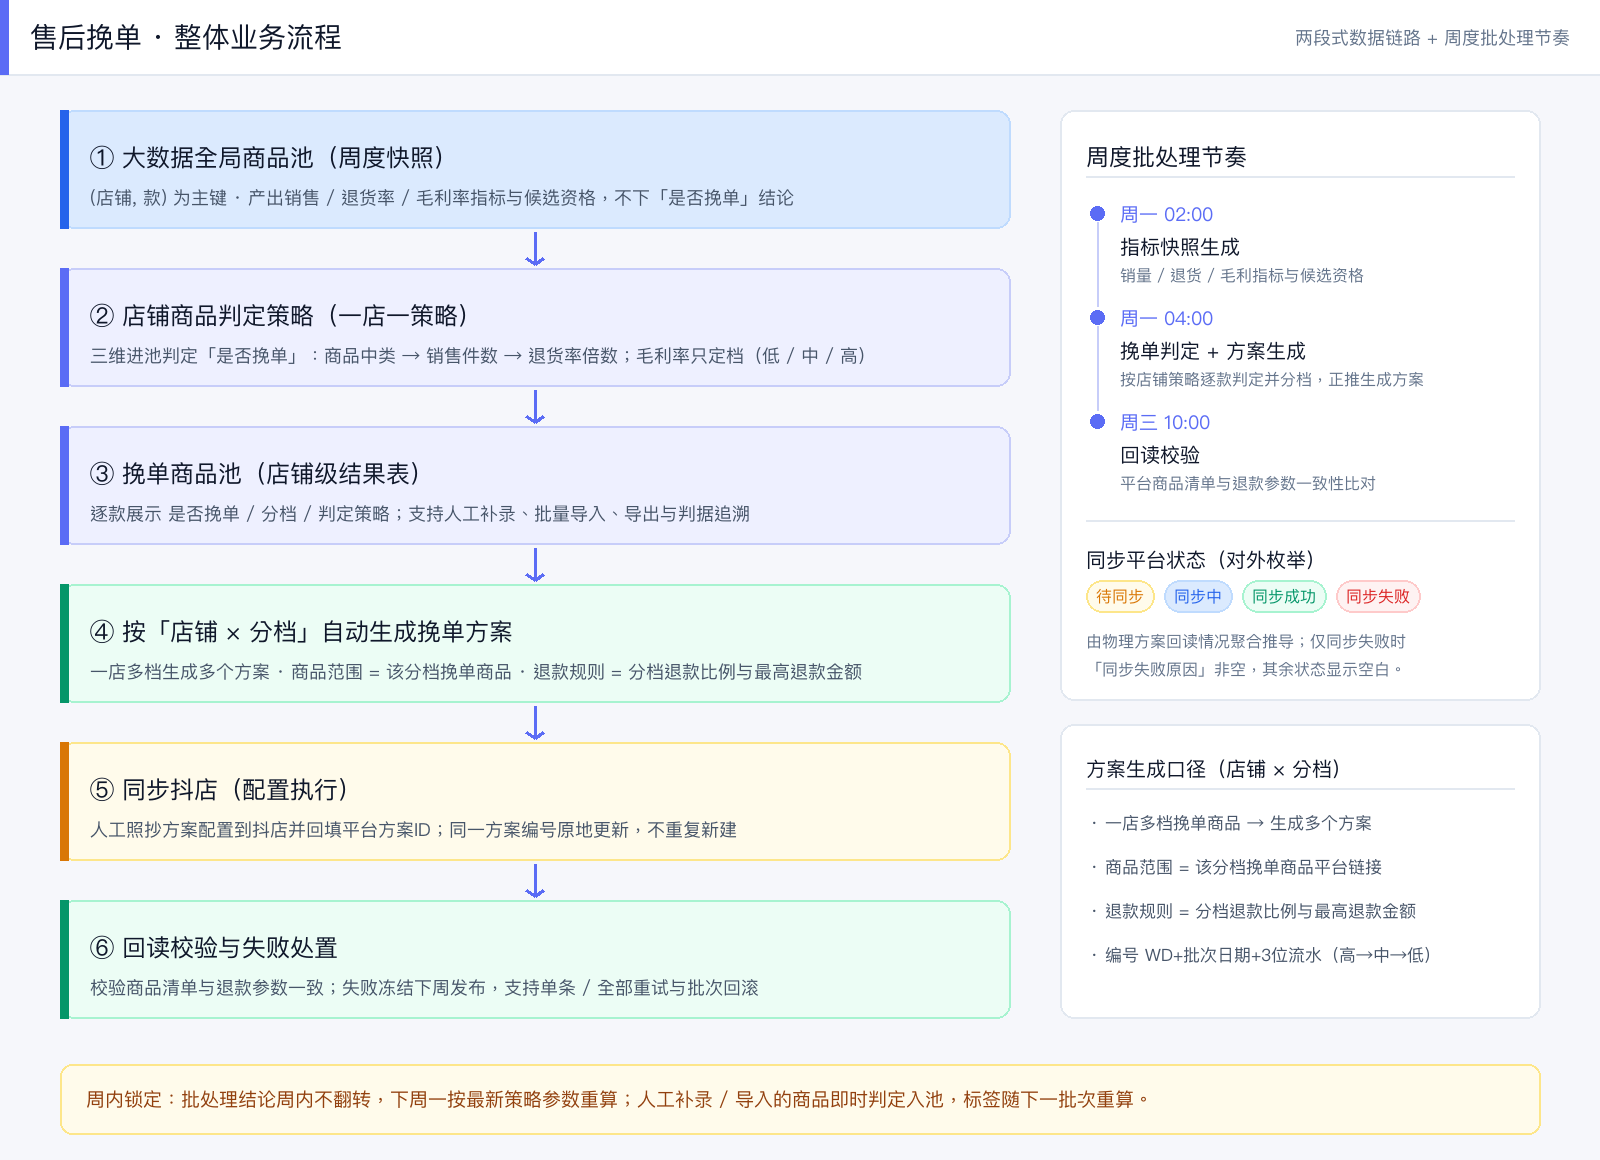 售后挽单 · 整体业务流程
两段式数据链路 + 周度批处理节奏
① 大数据全局商品池（周度快照）
(店铺, 款) 为主键 · 产出销售 / 退货率 / 毛利率指标与候选资格，不下「是否挽单」结论
② 店铺商品判定策略（一店一策略）
三维进池判定「是否挽单」：商品中类 → 销售件数 → 退货率倍数；毛利率只定档（低 / 中 / 高）
③ 挽单商品池（店铺级结果表）
逐款展示 是否挽单 / 分档 / 判定策略；支持人工补录、批量导入、导出与判据追溯
④ 按「店铺 × 分档」自动生成挽单方案
一店多档生成多个方案 · 商品范围 = 该分档挽单商品 · 退款规则 = 分档退款比例与最高退款金额
⑤ 同步抖店（配置执行）
人工照抄方案配置到抖店并回填平台方案ID；同一方案编号原地更新，不重复新建
⑥ 回读校验与失败处置
校验商品清单与退款参数一致；失败冻结下周发布，支持单条 / 全部重试与批次回滚
周度批处理节奏
周一 02:00
指标快照生成
销量 / 退货 / 毛利指标与候选资格
周一 04:00
挽单判定 + 方案生成
按店铺策略逐款判定并分档，正推生成方案
周三 10:00
回读校验
平台商品清单与退款参数一致性比对
同步平台状态（对外枚举）
待同步 同步中 同步成功 同步失败
由物理方案回读情况聚合推导；仅同步失败时
「同步失败原因」非空，其余状态显示空白。
方案生成口径（店铺 × 分档）
· 一店多档挽单商品 → 生成多个方案
· 商品范围 = 该分档挽单商品平台链接
· 退款规则 = 分档退款比例与最高退款金额
· 编号 WD+批次日期+3位流水（高→中→低）
周内锁定：批处理结论周内不翻转，下周一按最新策略参数重算；人工补录 / 导入的商品即时判定入池，标签随下一批次重算。